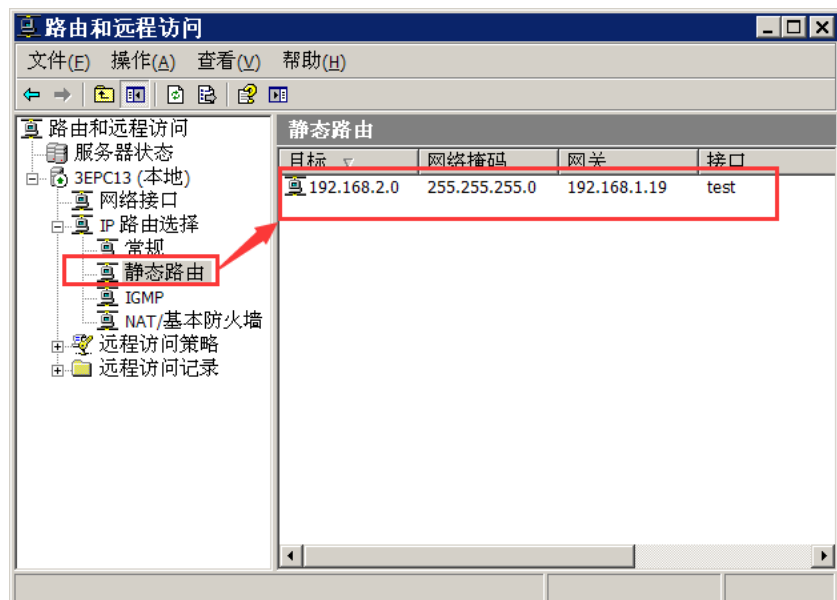 路由和远程访问
文件(F) 操作(A) 查看(V) 帮助(H)
路由和远程访问
服务器状态
3EPC13 (本地)
网络接口
IP 路由选择
常规
静态路由
IGMP
NAT/基本防火墙
远程访问策略
远程访问记录
静态路由
目标 网络掩码 网关 接口
192.168.2.0 255.255.255.0 192.168.1.19 test